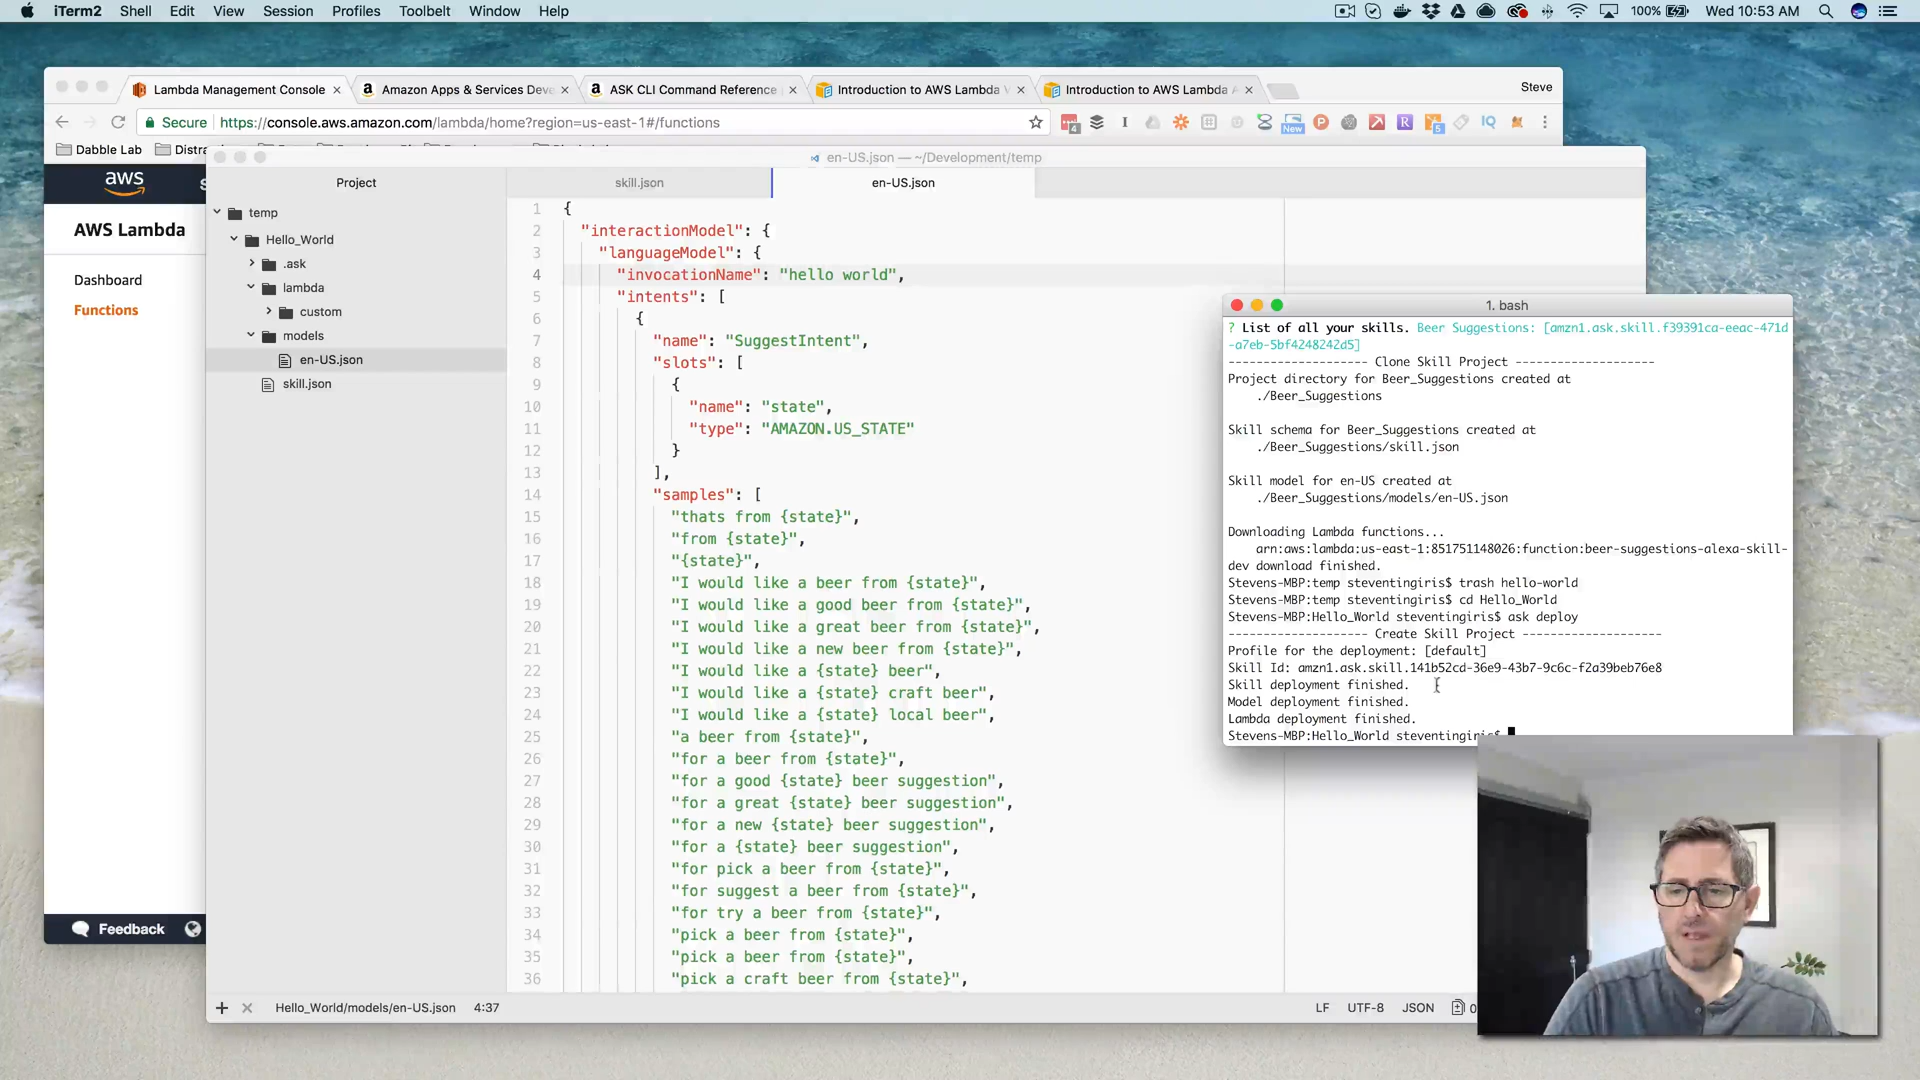 iTerm2 Shell Edit View Session Profiles Toolbelt Window Help 100% Wed 10:53 AM
Lambda Management Console × Amazon Apps & Services Deve × ASK CLI Command Reference × Introduction to AWS Lambda × Introduction to AWS Lambda × Steve
Secure https://console.aws.amazon.com/lambda/home?region=us-east-1#/functions
4 New 5
Dabble Lab
aws
AWS Lambda
Dashboard
Functions
Feedback
en-US.json — ~/Development/temp
Project
skill.json
en-US.json
temp
Hello_World
.ask
lambda
custom
models
en-US.json
skill.json
1 {
2 "interactionModel": {
3 "languageModel": {
4 "invocationName": "hello world",
5 "intents": [
6 {
7 "name": "SuggestIntent",
8 "slots": [
9 {
10 "name": "state",
11 "type": "AMAZON.US_STATE"
12 }
13 ],
14 "samples": [
15 "thats from {state}",
16 "from {state}",
17 "{state}",
18 "I would like a beer from {state}",
19 "I would like a good beer from {state}",
20 "I would like a great beer from {state}",
21 "I would like a new beer from {state}",
22 "I would like a {state} beer",
23 "I would like a {state} craft beer",
24 "I would like a {state} local beer",
25 "a beer from {state}",
26 "for a beer from {state}",
27 "for a good {state} beer suggestion",
28 "for a great {state} beer suggestion",
29 "for a new {state} beer suggestion",
30 "for a {state} beer suggestion",
31 "for pick a beer from {state}",
32 "for suggest a beer from {state}",
33 "for try a beer from {state}",
34 "pick a beer from {state}",
35 "pick a beer from {state}",
36 "pick a craft beer from {state}",
Hello_World/models/en-US.json 4:37 LF UTF-8 JSON
1. bash
? List of all your skills. Beer Suggestions: [amzn1.ask.skill.f39391ca-eeac-471d
-a7eb-5bf4248242d5]
------------------- Clone Skill Project -------------------
Project directory for Beer_Suggestions created at
./Beer_Suggestions
Skill schema for Beer_Suggestions created at
./Beer_Suggestions/skill.json
Skill model for en-US created at
./Beer_Suggestions/models/en-US.json
Downloading Lambda functions...
arn:aws:lambda:us-east-1:851751148026:function:beer-suggestions-alexa-skill-
dev download finished.
Stevens-MBP:temp steventingiris$ trash hello-world
Stevens-MBP:temp steventingiris$ cd Hello_World
Stevens-MBP:Hello_World steventingiris$ ask deploy
------------------- Create Skill Project -------------------
Profile for the deployment: [default]
Skill Id: amzn1.ask.skill.141b52cd-36e9-43b7-9c6c-f2a39beb76e8
Skill deployment finished.
Model deployment finished.
Lambda deployment finished.
Stevens-MBP:Hello_World steventingiris$